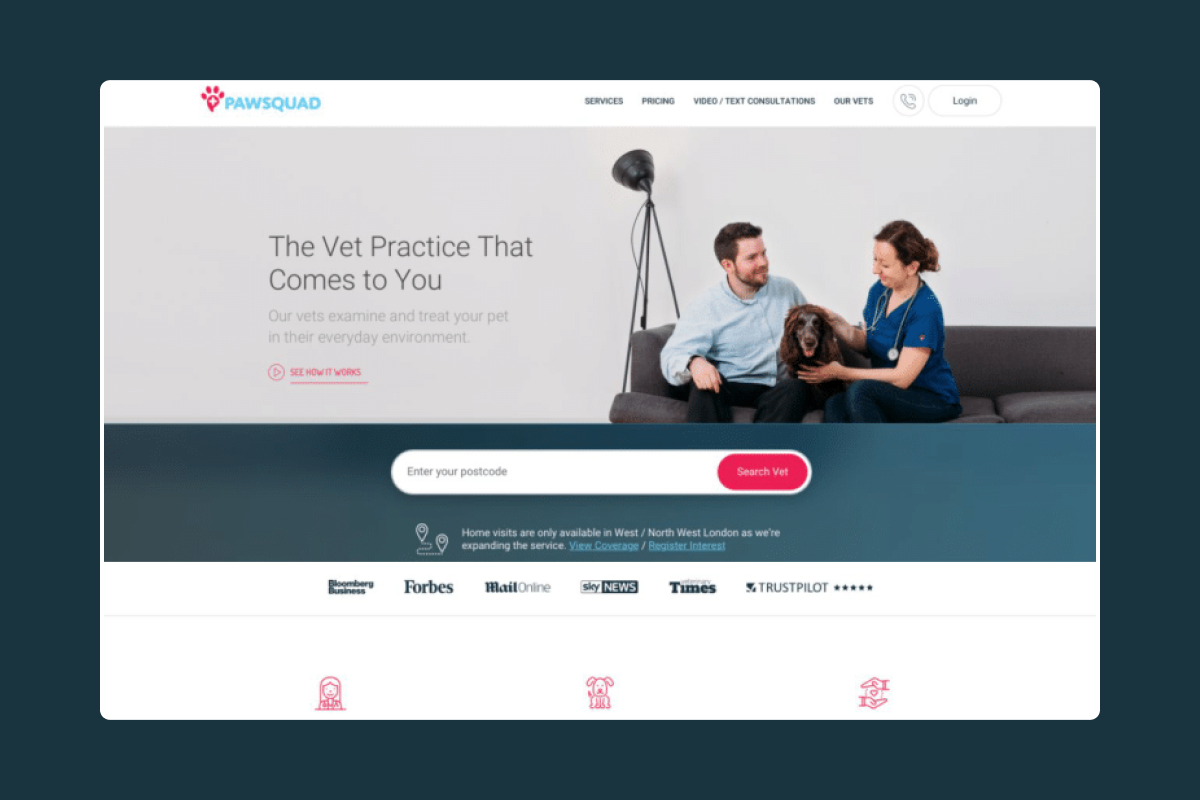 PAWSQUAD
SERVICES
PRICING
VIDEO / TEXT CONSULTATIONS
OUR VETS
Login
The Vet Practice That
Comes to You
Our vets examine and treat your pet
in their everyday environment.
SEE HOW IT WORKS
Enter your postcode
Search Vet
Home visits are only available in West / North West London as we're
expanding the service. View Coverage / Register Interest
Bloomberg
Business
Forbes
MailOnline
sky NEWS
veterinary
Times
TRUSTPILOT ★★★★★